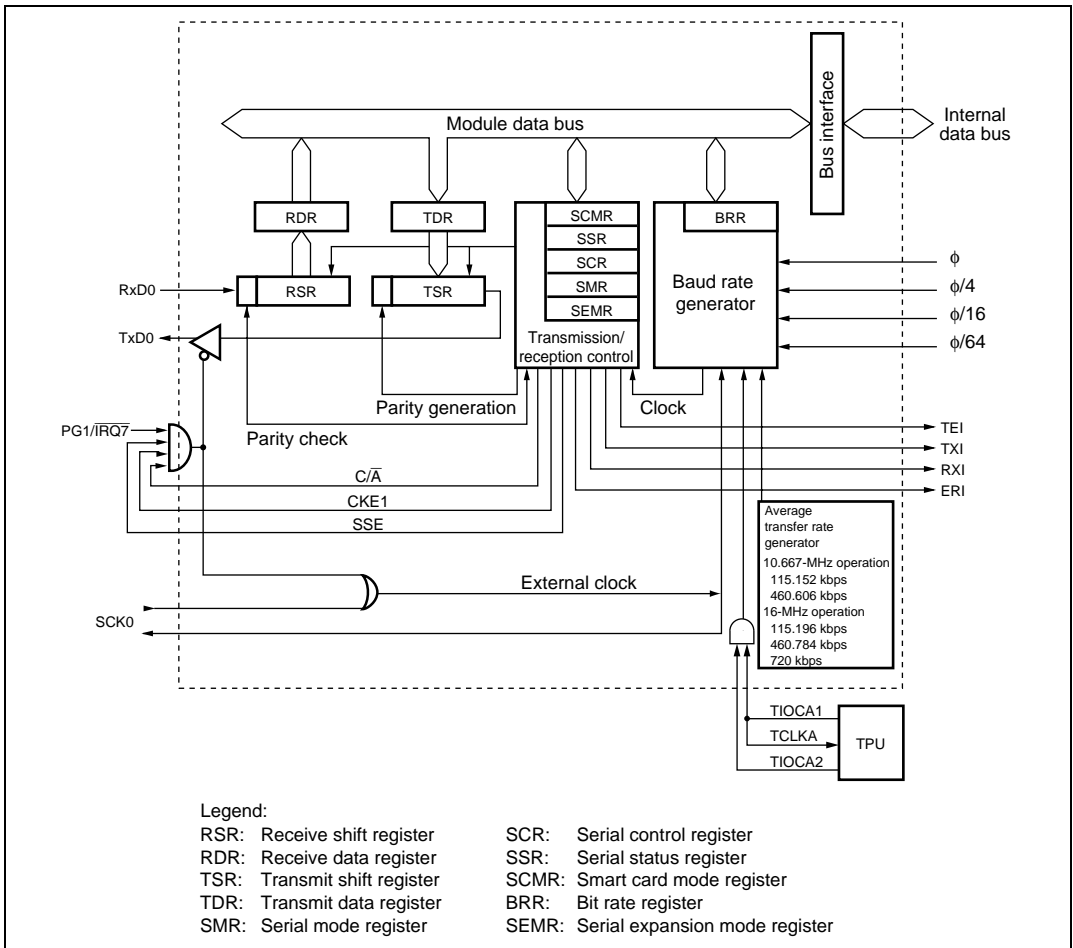 Module data bus
Bus interface
Internal
data bus
RDR
TDR
SCMR
SSR
SCR
SMR
SEMR
BRR
Baud rate
generator
RxD0
RSR
TSR
TxD0
Transmission/
reception control
ϕ
ϕ/4
ϕ/16
ϕ/64
Parity generation
Clock
Parity check
PG1/I̅R̅Q̅7̅
C/A̅
CKE1
SSE
TEI
TXI
RXI
ERI
Average
transfer rate
generator
10.667-MHz operation
115.152 kbps
460.606 kbps
16-MHz operation
115.196 kbps
460.784 kbps
720 kbps
External clock
SCK0
TIOCA1
TCLKA
TIOCA2
TPU
Legend:
RSR: Receive shift register
RDR: Receive data register
TSR: Transmit shift register
TDR: Transmit data register
SMR: Serial mode register
SCR: Serial control register
SSR: Serial status register
SCMR: Smart card mode register
BRR: Bit rate register
SEMR: Serial expansion mode register